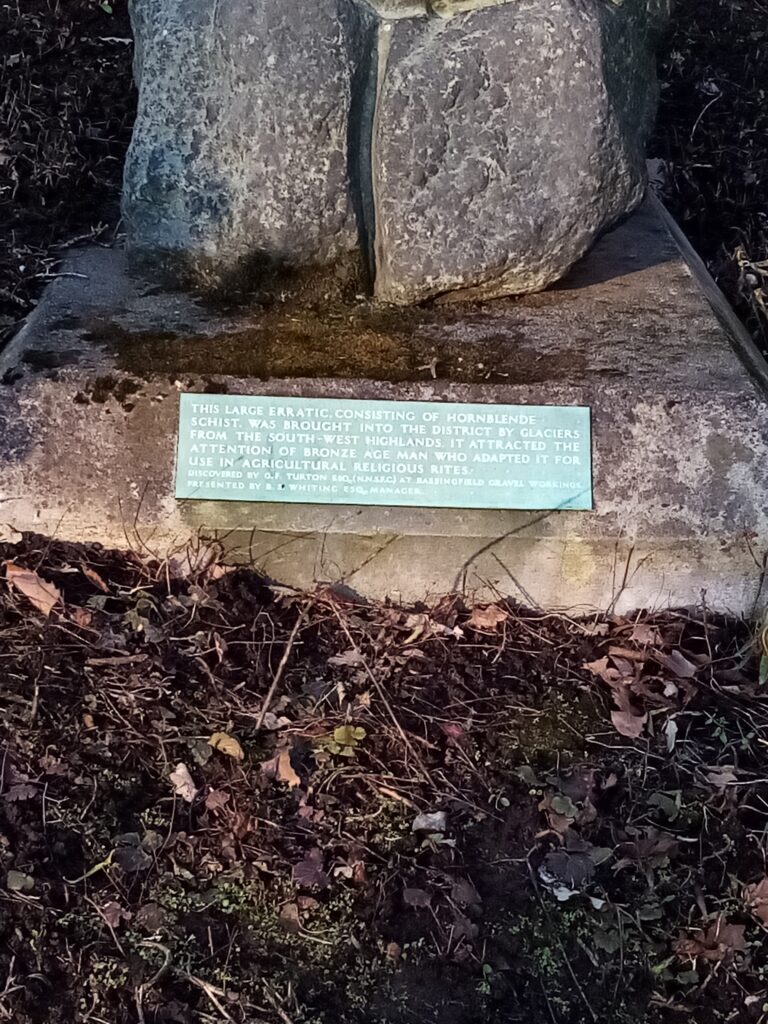 THIS LARGE ERRATIC, CONSISTING OF HORNBLENDE
SCHIST, WAS BROUGHT INTO THE DISTRICT BY GLACIERS
FROM THE SOUTH-WEST HIGHLANDS. IT ATTRACTED THE
ATTENTION OF BRONZE AGE MAN WHO ADAPTED IT FOR
USE IN AGRICULTURAL RELIGIOUS RITES.
DISCOVERED BY G.F. TURTON ESQ. (N.N.S.F.C.) AT BASSINGFIELD GRAVEL WORKINGS.
PRESENTED BY B. WHITING ESQ. MANAGER.